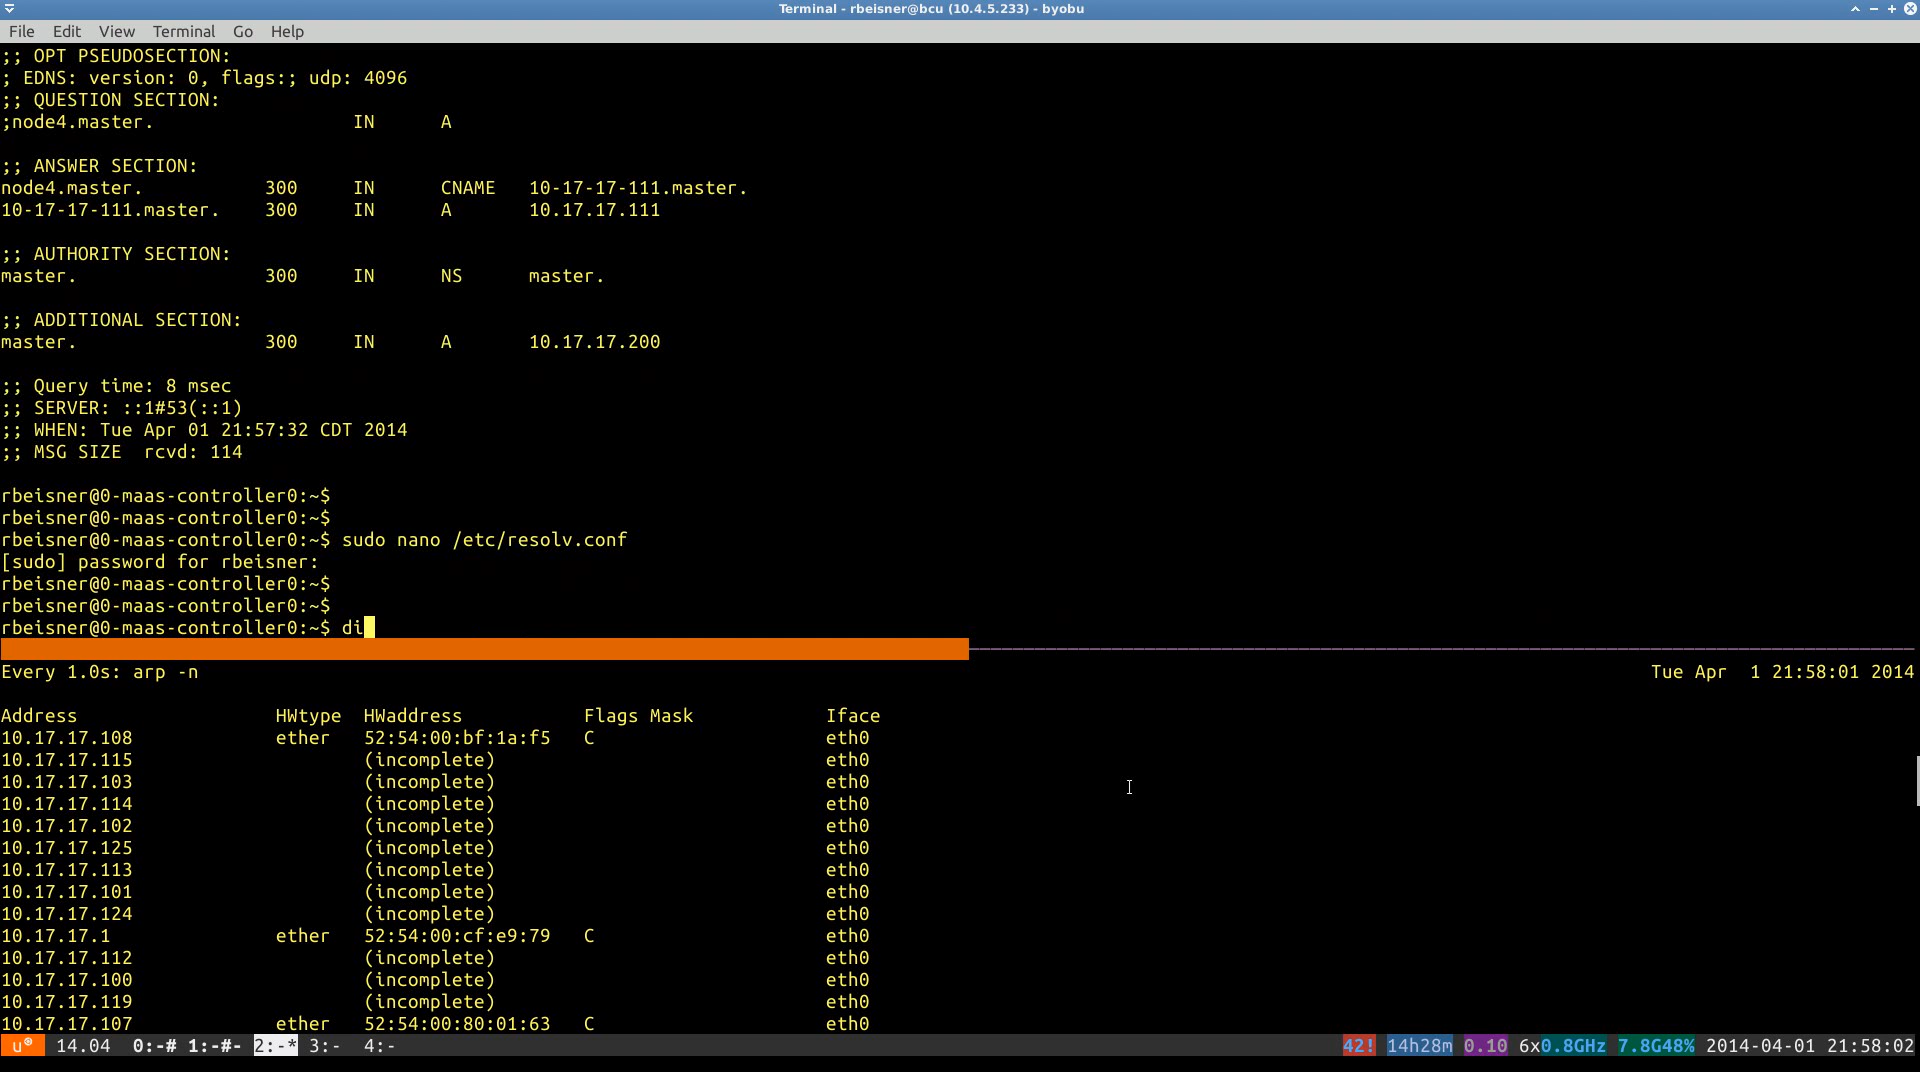 Terminal - rbeisner@bcu (10.4.5.233) - byobu
File Edit View Terminal Go Help
;; OPT PSEUDOSECTION:
; EDNS: version: 0, flags:; udp: 4096
;; QUESTION SECTION:
;node4.master. IN A
;; ANSWER SECTION:
node4.master. 300 IN CNAME 10-17-17-111.master.
10-17-17-111.master. 300 IN A 10.17.17.111
;; AUTHORITY SECTION:
master. 300 IN NS master.
;; ADDITIONAL SECTION:
master. 300 IN A 10.17.17.200
;; Query time: 8 msec
;; SERVER: ::1#53(::1)
;; WHEN: Tue Apr 01 21:57:32 CDT 2014
;; MSG SIZE rcvd: 114
rbeisner@0-maas-controller0:~$
rbeisner@0-maas-controller0:~$
rbeisner@0-maas-controller0:~$ sudo nano /etc/resolv.conf
[sudo] password for rbeisner:
rbeisner@0-maas-controller0:~$
rbeisner@0-maas-controller0:~$
rbeisner@0-maas-controller0:~$ di
Every 1.0s: arp -n Tue Apr 1 21:58:01 2014
Address HWtype HWaddress Flags Mask Iface
10.17.17.108 ether 52:54:00:bf:1a:f5 C eth0
10.17.17.115 (incomplete) eth0
10.17.17.103 (incomplete) eth0
10.17.17.114 (incomplete) eth0
10.17.17.102 (incomplete) eth0
10.17.17.125 (incomplete) eth0
10.17.17.113 (incomplete) eth0
10.17.17.101 (incomplete) eth0
10.17.17.124 (incomplete) eth0
10.17.17.1 ether 52:54:00:cf:e9:79 C eth0
10.17.17.112 (incomplete) eth0
10.17.17.100 (incomplete) eth0
10.17.17.119 (incomplete) eth0
10.17.17.107 ether 52:54:00:80:01:63 C eth0
u® 14.04 0:-# 1:-#- 2:-* 3:- 4:- 42! 14h28m 0.10 6x0.8GHz 7.8G48% 2014-04-01 21:58:02